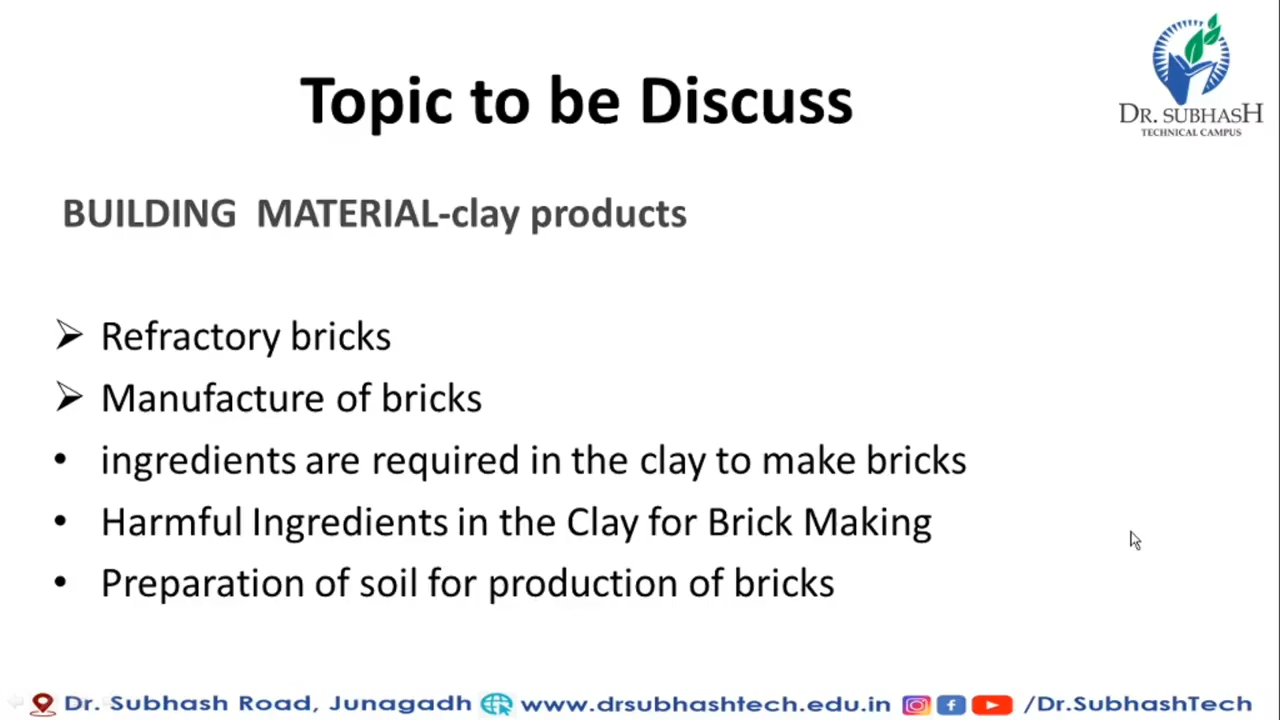 Topic to be Discuss
DR. SUBHASH
TECHNICAL CAMPUS
BUILDING MATERIAL-clay products
➢ Refractory bricks
➢ Manufacture of bricks
• ingredients are required in the clay to make bricks
• Harmful Ingredients in the Clay for Brick Making
• Preparation of soil for production of bricks
Dr. Subhash Road, Junagadh www.drsubhashtech.edu.in /Dr.SubhashTech